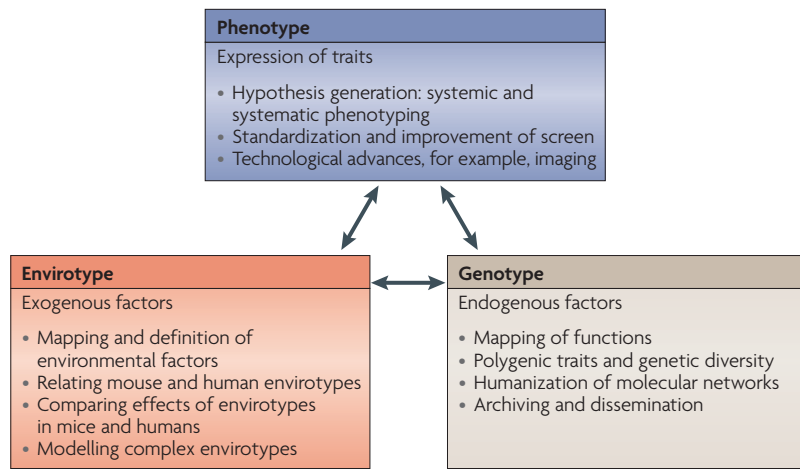 Phenotype
Expression of traits
• Hypothesis generation: systemic and
systematic phenotyping
• Standardization and improvement of screen
• Technological advances, for example, imaging
Envirotype
Exogenous factors
• Mapping and definition of
environmental factors
• Relating mouse and human envirotypes
• Comparing effects of envirotypes
in mice and humans
• Modelling complex envirotypes
Genotype
Endogenous factors
• Mapping of functions
• Polygenic traits and genetic diversity
• Humanization of molecular networks
• Archiving and dissemination